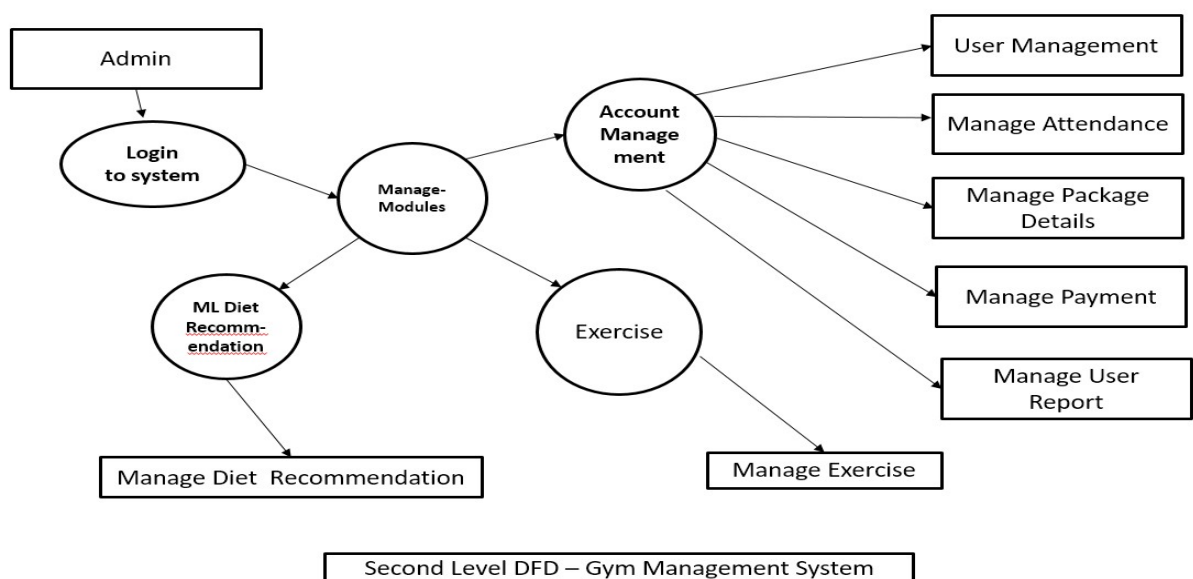 Admin
Login
to system
Manage-
Modules
Account
Manage
ment
User Management
Manage Attendance
Manage Package
Details
Manage Payment
Manage User
Report
ML Diet
Recomm-
endation
Exercise
Manage Diet  Recommendation
Manage Exercise
Second Level DFD – Gym Management System